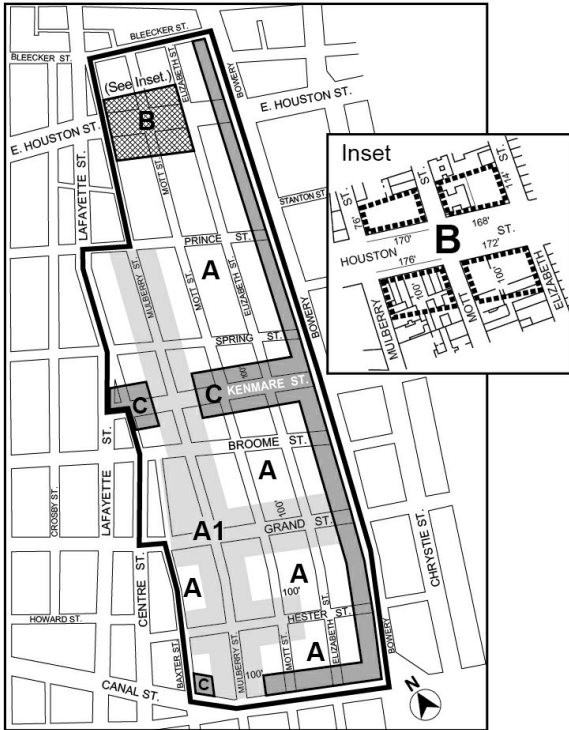 BLEECKER ST.
BLEECKER ST.
(See Inset.)
ELIZABETH ST.
BOWERY
E. HOUSTON ST.
E. HOUSTON ST.
B
MOTT ST.
LAFAYETTE ST.
STANTON ST.
PRINCE ST.
A
MULBERRY ST.
MOTT ST.
ELIZABETH ST.
BOWERY
SPRING ST.
100'
C
C
KENMARE ST.
BROOME ST.
CROSBY ST.
LAFAYETTE ST.
A
100'
A1
GRAND ST.
CHRYSTIE ST.
CENTRE ST.
A
A
100'
HOWARD ST.
HESTER ST.
BAXTER ST.
MULBERRY ST.
MOTT ST.
ELIZABETH ST.
A
BOWERY
100'
C
CANAL ST.
N
Inset
ST.
ST.
114'
76'
168'
170'
B
ST.
HOUSTON
176'
172'
100'
100'
MULBERRY
MOTT
ELIZABETH